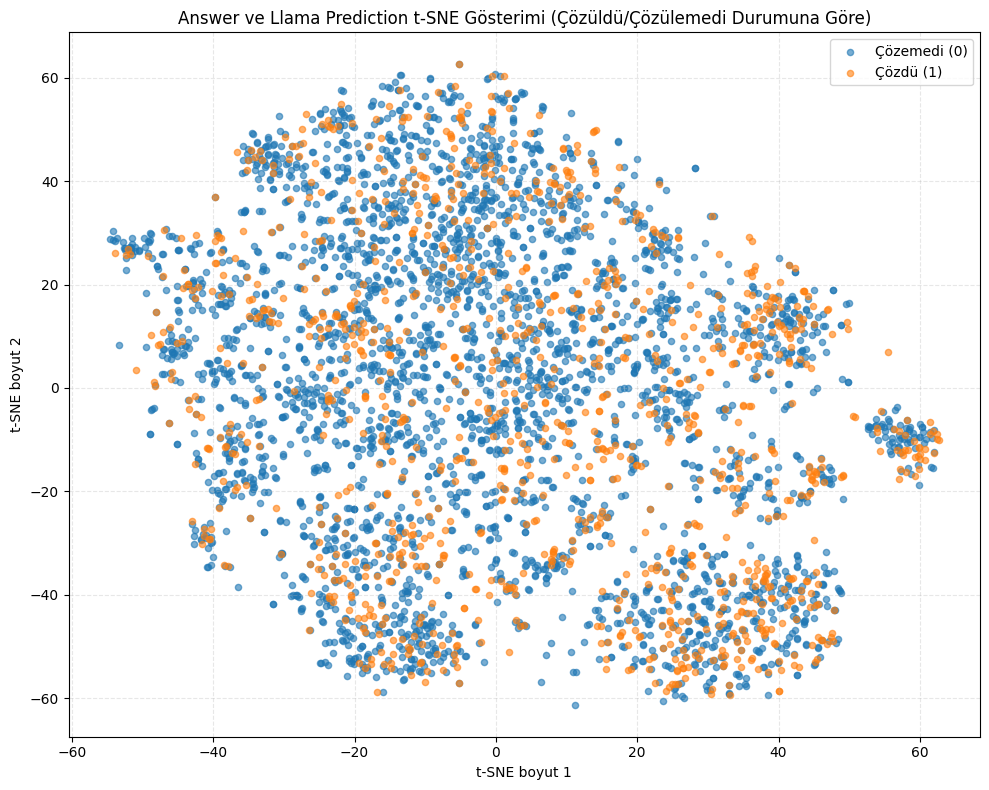 Answer ve Llama Prediction t-SNE Gösterimi (Çözüldü/Çözülemedi Durumuna Göre)
Çözemedi (0)
Çözdü (1)
60
40
20
0
−20
−40
−60
t-SNE boyut 2
−60
−40
−20
0
20
40
60
t-SNE boyut 1